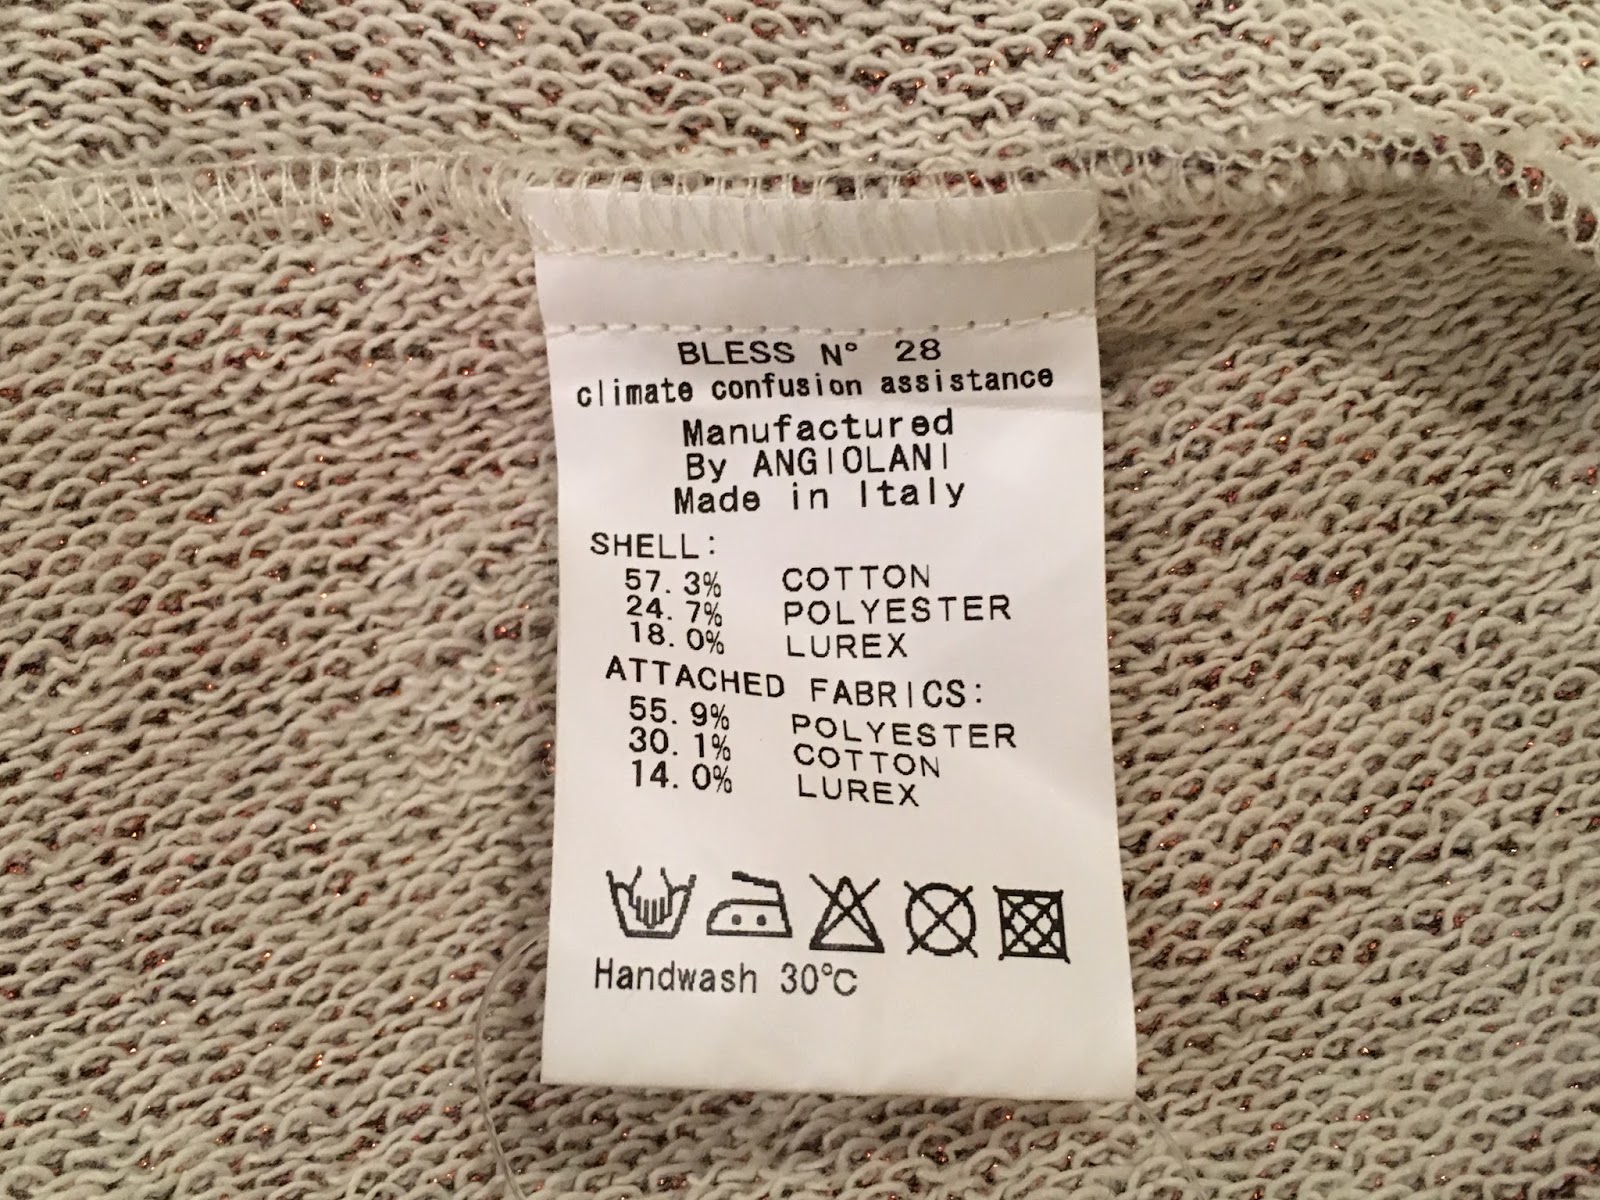 BLESS N° 28
climate confusion assistance
Manufactured
By ANGIOLANI
Made in Italy
SHELL:
57.3% COTTON
24.7% POLYESTER
18.0% LUREX
ATTACHED FABRICS:
55.9% POLYESTER
30.1% COTTON
14.0% LUREX
Handwash 30°C